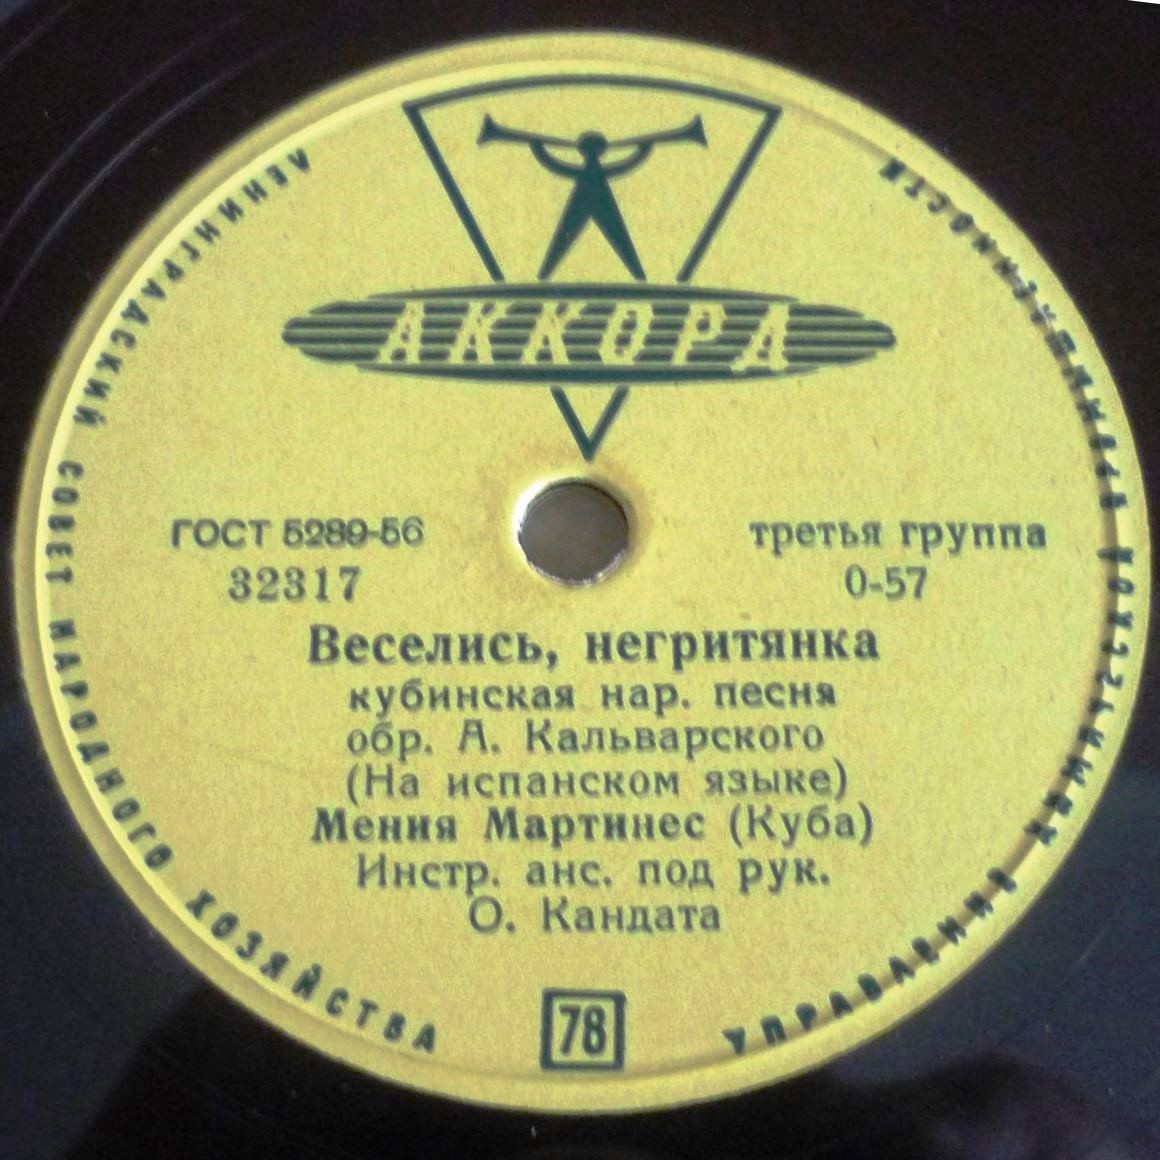 АККОРД
ЛЕНИНГРАДСКИЙ СОВЕТ НАРОДНОГО ХОЗЯЙСТВА
УПРАВЛЕНИЕ ХИМИЧЕСКОЙ ПРОМЫШЛЕННОСТИ
ГОСТ 5289-56
32317
третья группа
0-57
Веселись, негритянка
кубинская нар. песня
обр. А. Кальварского
(На испанском языке)
Мения Мартинес (Куба)
Инстр. анс. под рук.
О. Кандата
78